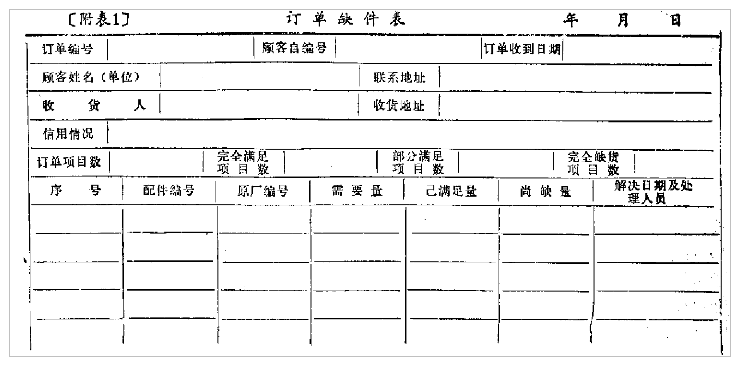 〔附表1〕 订单缺件表 年 月 日
订单编号 顾客自编号 订单收到日期
顾客姓名（单位） 联系地址
收货人 收货地址
信用情况
订单项目数 完全满足项目数 部分满足项目数 完全缺货项目数
序号 配件编号 原厂编号 需要量 已满足量 尚缺量 解决日期及处理人员